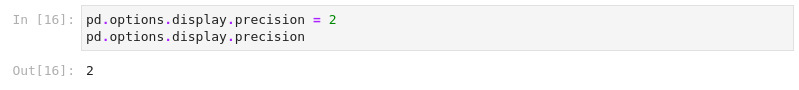 In [16]: pd.options.display.precision = 2
pd.options.display.precision
Out[16]: 2